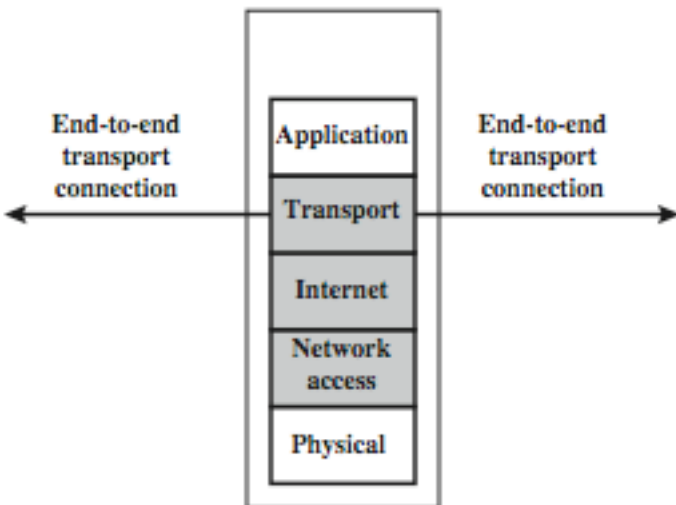 End-to-end
transport
connection
Application
End-to-end
transport
connection
Transport
Internet
Network
access
Physical